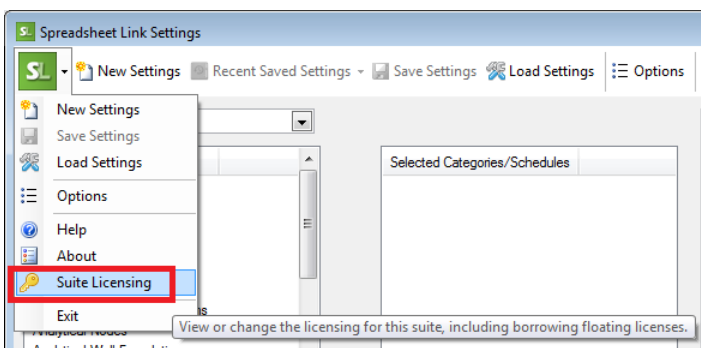 SL Spreadsheet Link Settings
SL New Settings Recent Saved Settings Save Settings Load Settings Options
New Settings
Save Settings
Load Settings
Selected Categories/Schedules
Options
Help
About
Suite Licensing
Exit
View or change the licensing for this suite, including borrowing floating licenses.